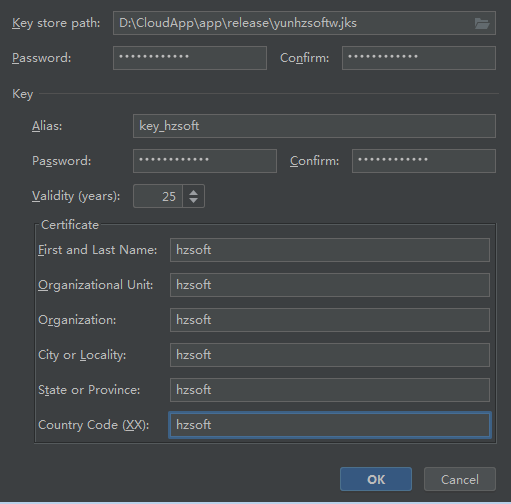 Key store path: D:\CloudApp\app\release\yunhzsoftw.jks
Password: •••••••••••• Confirm: ••••••••••••
Key
Alias: key_hzsoft
Password: •••••••••••• Confirm: ••••••••••••
Validity (years): 25
Certificate
First and Last Name: hzsoft
Organizational Unit: hzsoft
Organization: hzsoft
City or Locality: hzsoft
State or Province: hzsoft
Country Code (XX): hzsoft
OK Cancel